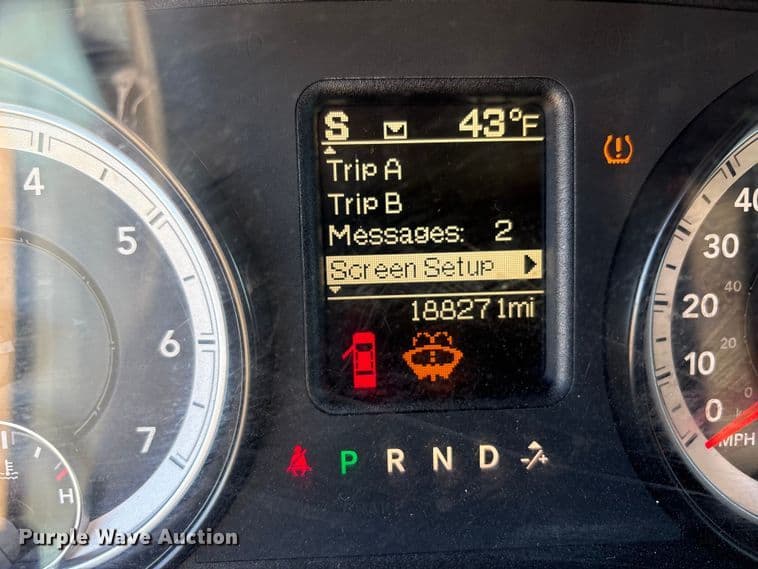 S 43°F
Trip A
Trip B
Messages: 2
Screen Setup
188271mi
P R N D -/+
4
5
6
7
H
40
30
20
10
0
40
20
0
MPH
Purple Wave Auction